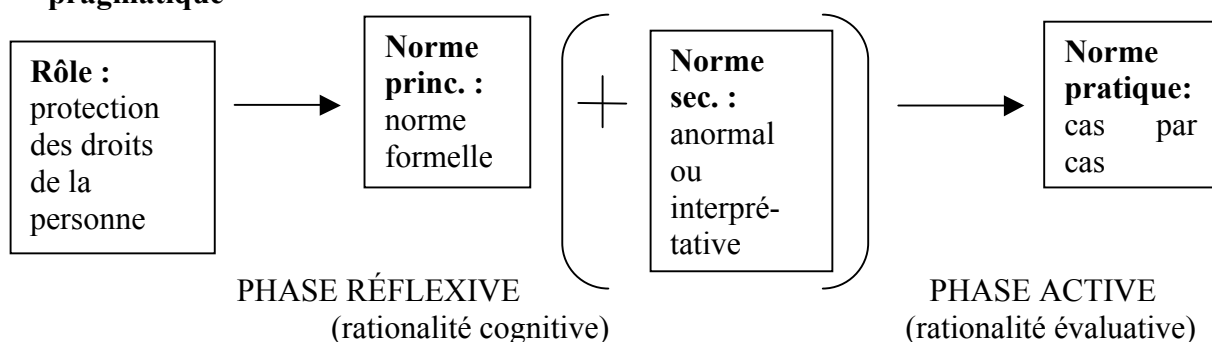 pragmatique
Rôle :
protection
des droits
de la
personne
Norme
princ. :
norme
formelle
+
Norme
sec. :
anormal
ou
interpré-
tative
Norme
pratique:
cas par
cas
PHASE RÉFLEXIVE
(rationalité cognitive)
PHASE ACTIVE
(rationalité évaluative)